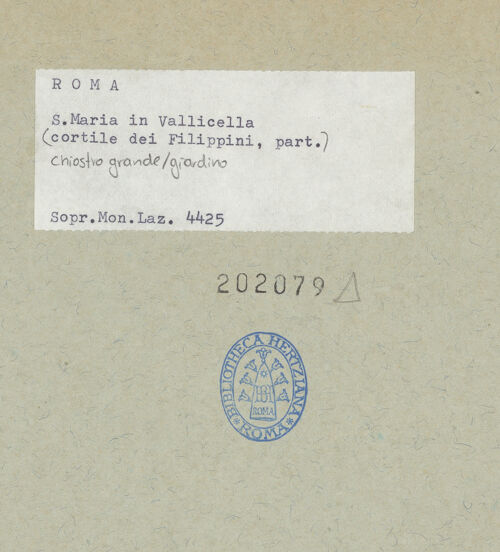 R O M A
S.Maria in Vallicella
(cortile dei Filippini, part.)
chiostro grande/giardino
Sopr.Mon.Laz. 4425
202079
*BIBLIOTHECA HERTZIANA*
ROMA
BH
ROMA